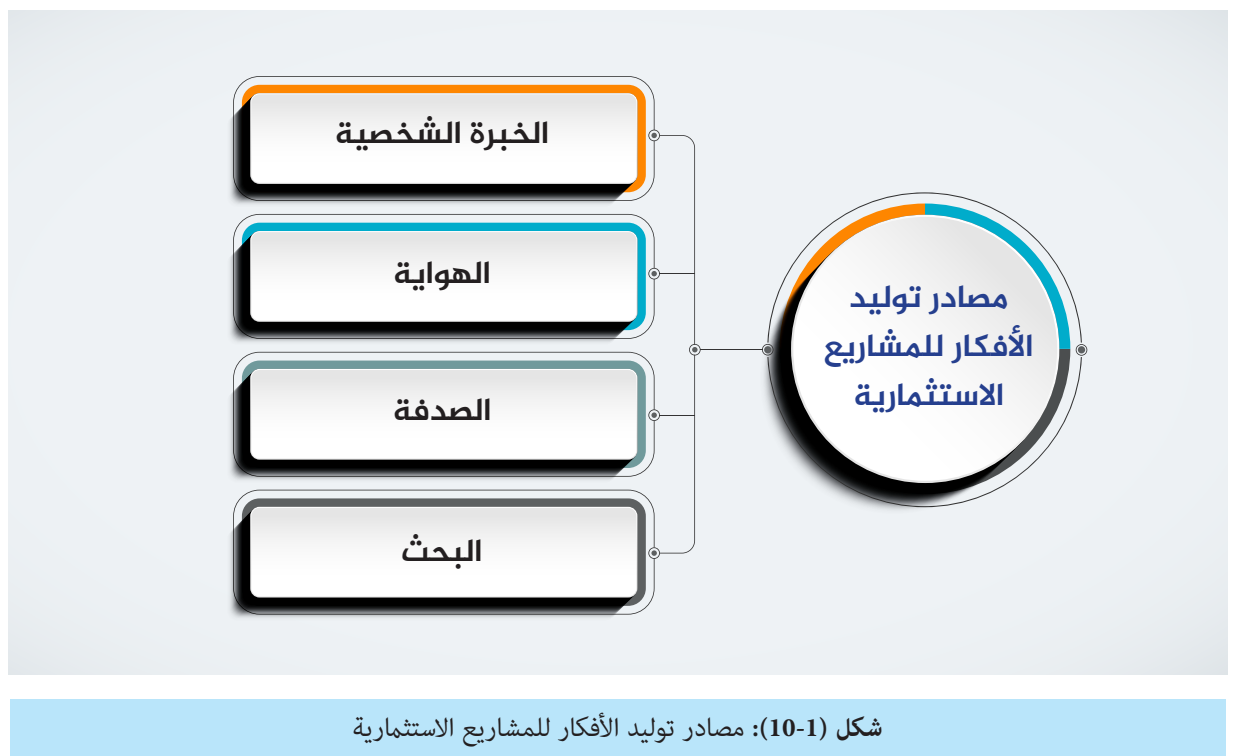 مصادر توليد
الأفكار للمشاريع
الاستثمارية
الخبرة الشخصية
الهواية
الصدفة
البحث
شكل (1-10): مصادر توليد الأفكار للمشاريع الاستثمارية